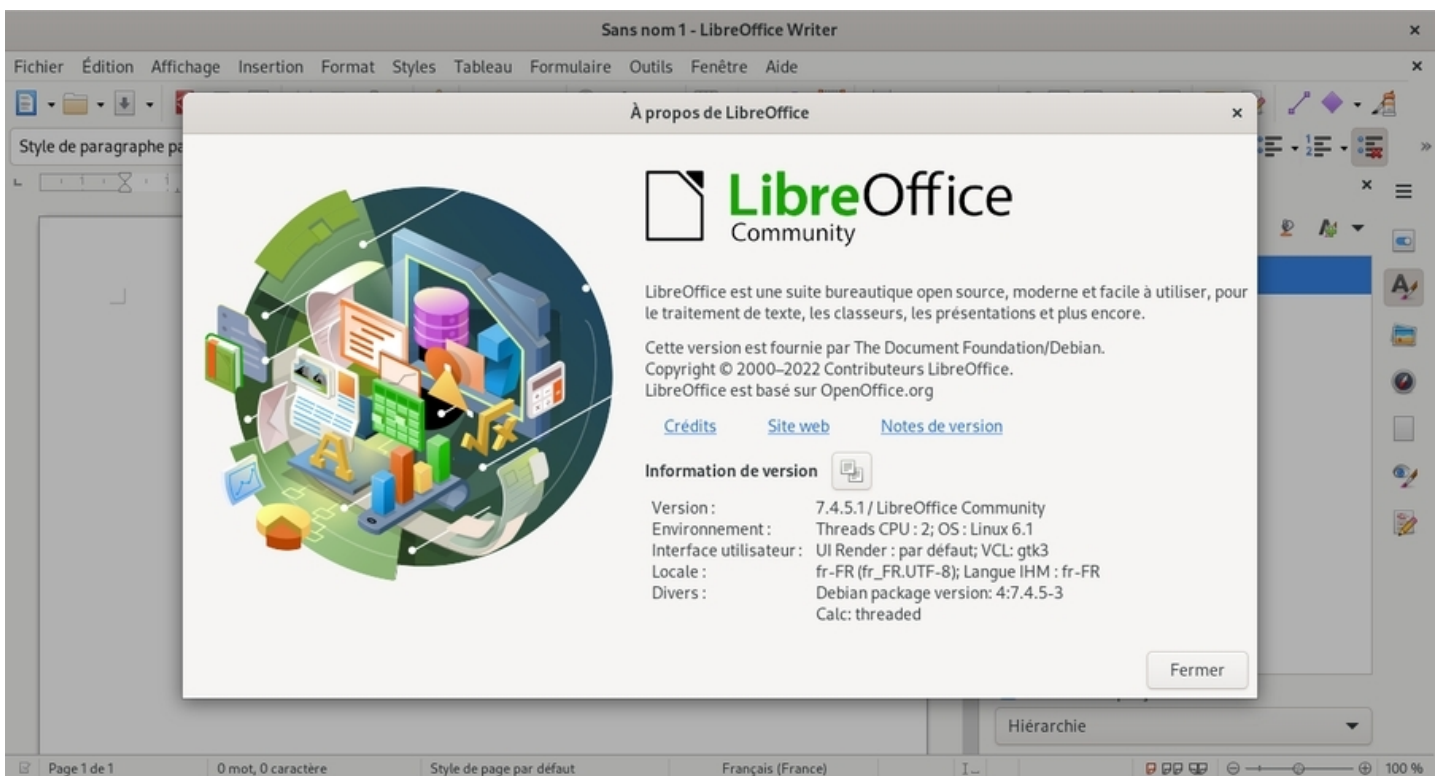 Sans nom 1 - LibreOffice Writer
Fichier Édition Affichage Insertion Format Styles Tableau Formulaire Outils Fenêtre Aide
À propos de LibreOffice
Style de paragraphe pa
LibreOffice
Community
LibreOffice est une suite bureautique open source, moderne et facile à utiliser, pour
le traitement de texte, les classeurs, les présentations et plus encore.
Cette version est fournie par The Document Foundation/Debian.
Copyright © 2000–2022 Contributeurs LibreOffice.
LibreOffice est basé sur OpenOffice.org
Crédits Site web Notes de version
Information de version
Version : 7.4.5.1 / LibreOffice Community
Environnement : Threads CPU : 2; OS : Linux 6.1
Interface utilisateur : UI Render : par défaut; VCL: gtk3
Locale : fr-FR (fr_FR.UTF-8); Langue IHM : fr-FR
Divers : Debian package version: 4:7.4.5-3
Calc: threaded
Fermer
Hiérarchie
Page 1 de 1 0 mot, 0 caractère Style de page par défaut Français (France) 100 %